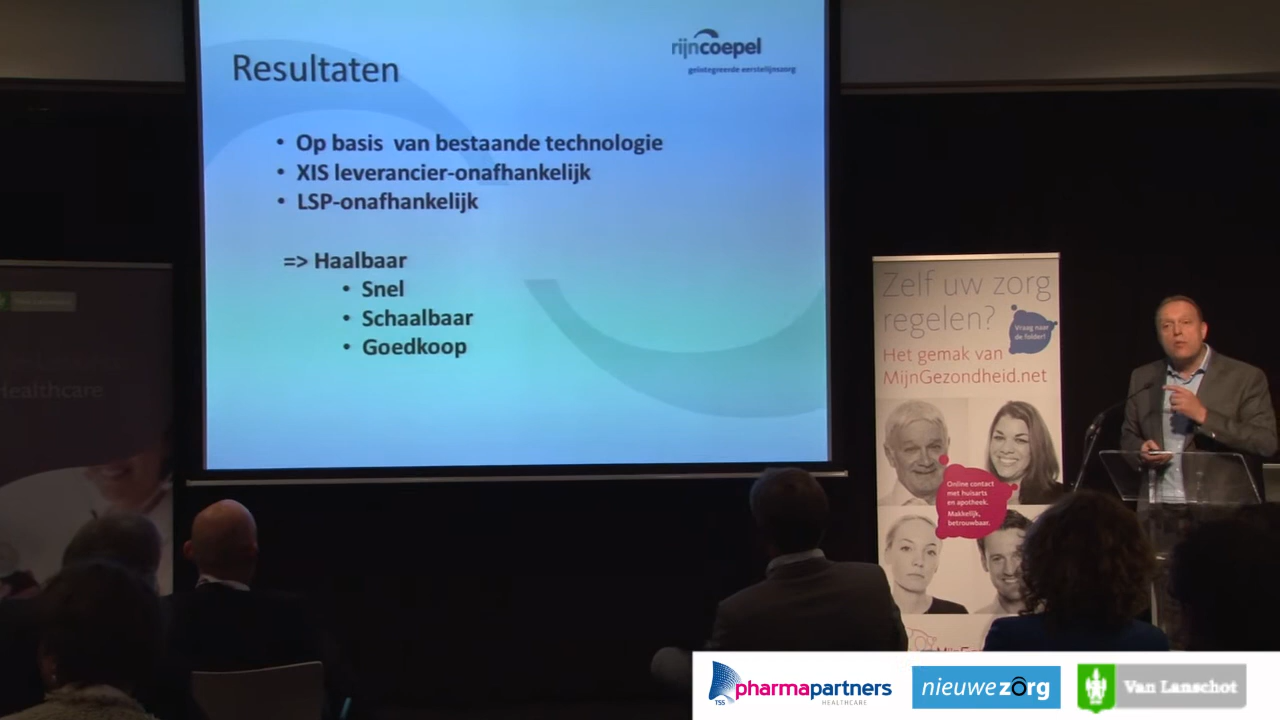 rijncoepel
geïntegreerde eerstelijnszorg
Resultaten
• Op basis van bestaande technologie
• XIS leverancier-onafhankelijk
• LSP-onafhankelijk
=> Haalbaar
• Snel
• Schaalbaar
• Goedkoop
Healthcare
Zelf uw zorg
regelen?
Vraag naar
de folder!
Het gemak van
MijnGezondheid.net
Online contact
met huisarts
en apotheek.
Makkelijk,
betrouwbaar.
TSS
pharmapartners
HEALTHCARE
nieuwezorg
Van Lanschot